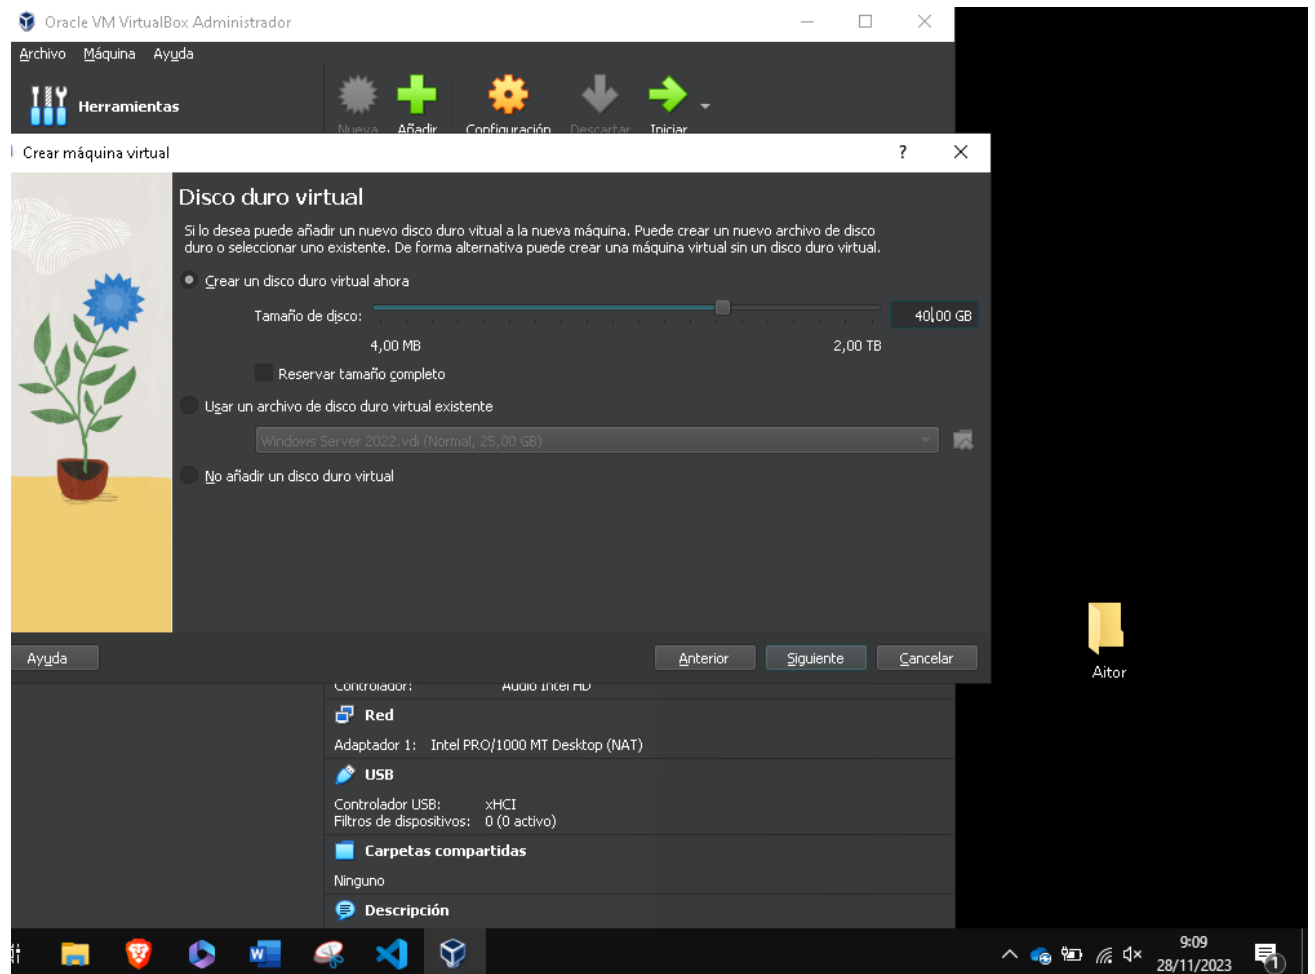 Oracle VM VirtualBox Administrador
Archivo Máquina Ayuda
Herramientas
Nueva Añadir Configuración Descartar Iniciar
Crear máquina virtual ?
Disco duro virtual
Si lo desea puede añadir un nuevo disco duro vitual a la nueva máquina. Puede crear un nuevo archivo de disco
duro o seleccionar uno existente. De forma alternativa puede crear una máquina virtual sin un disco duro virtual.
Crear un disco duro virtual ahora
Tamaño de disco: 40,00 GB
4,00 MB 2,00 TB
Reservar tamaño completo
Usar un archivo de disco duro virtual existente
Windows Server 2022.vdi (Normal, 25,00 GB)
No añadir un disco duro virtual
Ayuda Anterior Siguiente Cancelar
Aitor
Controlador: Audio Intel HD
Red
Adaptador 1: Intel PRO/1000 MT Desktop (NAT)
USB
Controlador USB: xHCI
Filtros de dispositivos: 0 (0 activo)
Carpetas compartidas
Ninguno
Descripción
9:09
28/11/2023
1